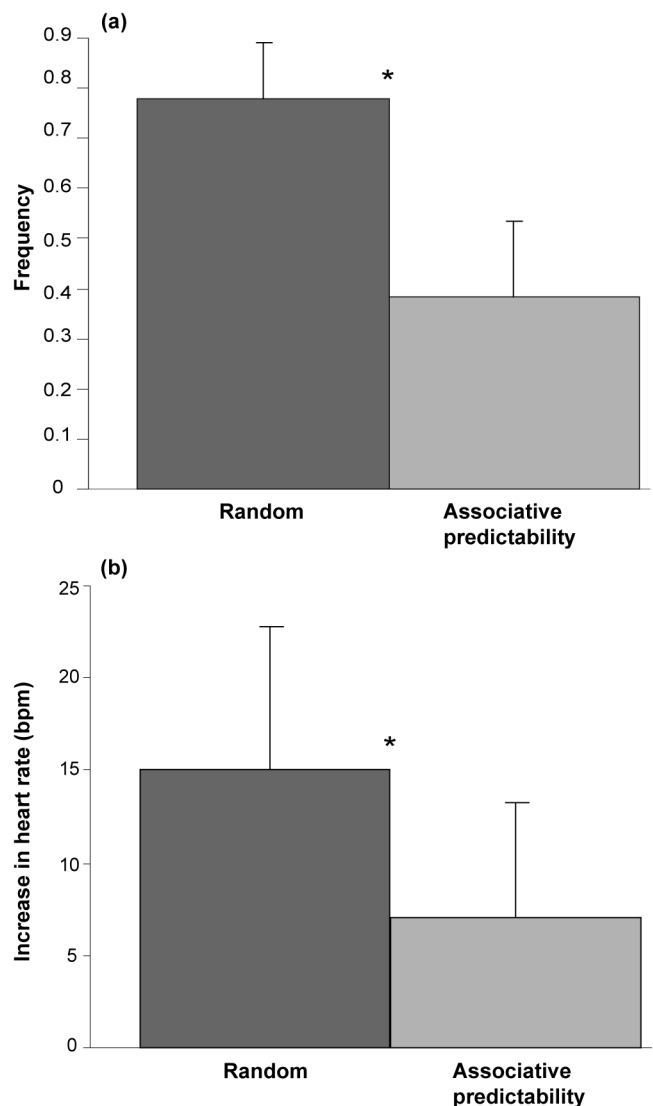 (a)
0.9
0.8
0.7
0.6
0.5
0.4
0.3
0.2
0.1
0
Frequency
*
Random
Associative
predictability
(b)
25
20
15
10
5
0
Increase in heart rate (bpm)
*
Random
Associative
predictability